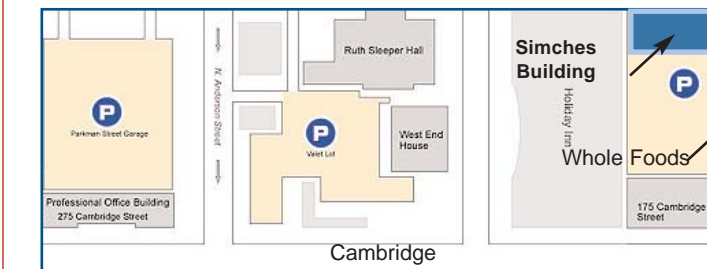 Ruth Sleeper Hall
Simches
Building
P
Parkman Street Garage
N. Anderson Street
P
Valet Lot
West End
House
Holiday Inn
P
Whole Foods
Professional Office Building
275 Cambridge Street
175 Cambridge
Street
Cambridge